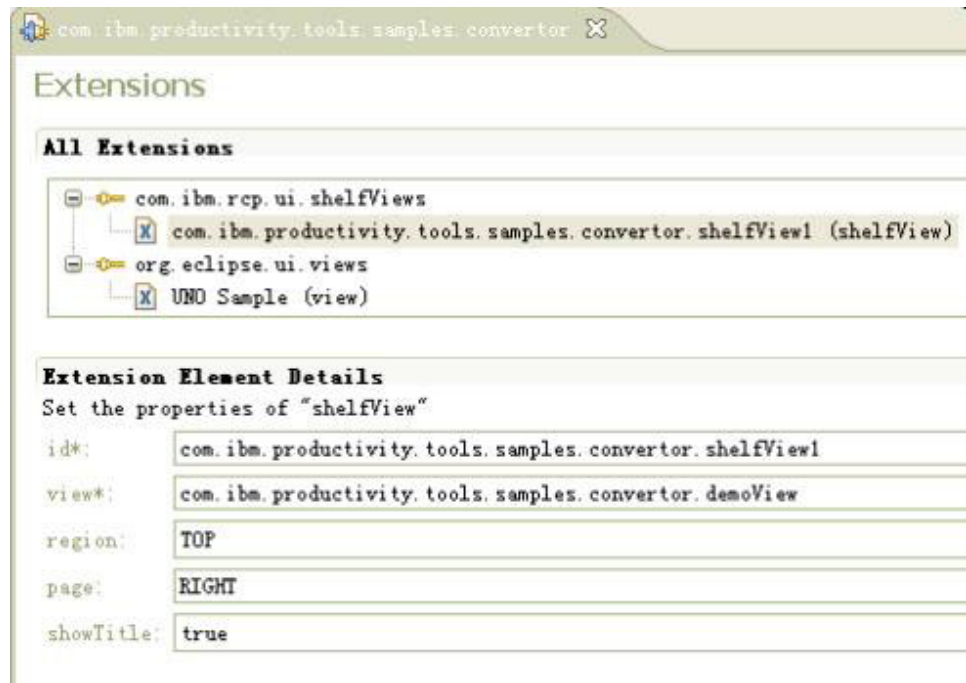 com.ibm.productivity.tools.samples.convertor
Extensions
All Extensions
com.ibm.rcp.ui.shelfViews
com.ibm.productivity.tools.samples.convertor.shelfView1 (shelfView)
org.eclipse.ui.views
UNO Sample (view)
Extension Element Details
Set the properties of "shelfView"
id*: com.ibm.productivity.tools.samples.convertor.shelfView1
view*: com.ibm.productivity.tools.samples.convertor.demoView
region: TOP
page: RIGHT
showTitle: true